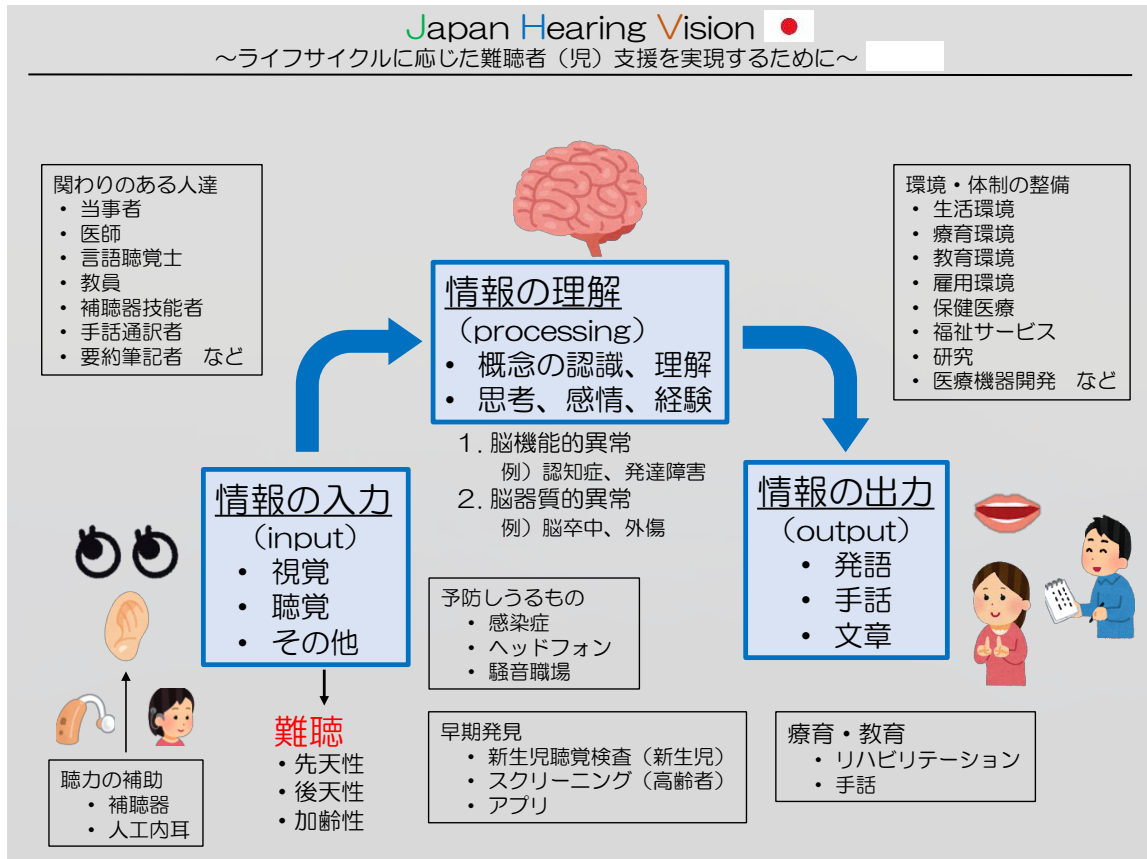 Japan Hearing Vision
～ライフサイクルに応じた難聴者（児）支援を実現するために～
関わりのある人達
・ 当事者
・ 医師
・ 言語聴覚士
・ 教員
・ 補聴器技能者
・ 手話通訳者
・ 要約筆記者　など
情報の理解
（processing）
・ 概念の認識、理解
・ 思考、感情、経験
1. 脳機能的異常
例）認知症、発達障害
2. 脳器質的異常
例）脳卒中、外傷
環境・体制の整備
・ 生活環境
・ 療育環境
・ 教育環境
・ 雇用環境
・ 保健医療
・ 福祉サービス
・ 研究
・ 医療機器開発　など
情報の入力
（input）
・ 視覚
・ 聴覚
・ その他
情報の出力
（output）
・ 発語
・ 手話
・ 文章
予防しうるもの
・ 感染症
・ ヘッドフォン
・ 騒音職場
難聴
・先天性
・後天性
・加齢性
聴力の補助
・ 補聴器
・ 人工内耳
早期発見
・ 新生児聴覚検査（新生児）
・ スクリーニング（高齢者）
・ アプリ
療育・教育
・ リハビリテーション
・ 手話